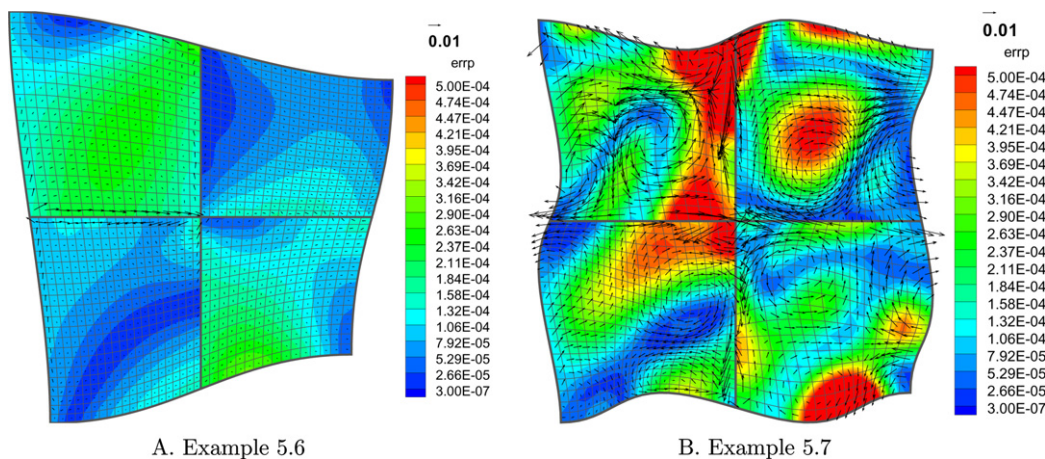 0.01
errp
5.00E-04
4.74E-04
4.47E-04
4.21E-04
3.95E-04
3.69E-04
3.42E-04
3.16E-04
2.90E-04
2.63E-04
2.37E-04
2.11E-04
1.84E-04
1.58E-04
1.32E-04
1.06E-04
7.92E-05
5.29E-05
2.66E-05
3.00E-07
A. Example 5.6
0.01
errp
5.00E-04
4.74E-04
4.47E-04
4.21E-04
3.95E-04
3.69E-04
3.42E-04
3.16E-04
2.90E-04
2.63E-04
2.37E-04
2.11E-04
1.84E-04
1.58E-04
1.32E-04
1.06E-04
7.92E-05
5.29E-05
2.66E-05
3.00E-07
B. Example 5.7